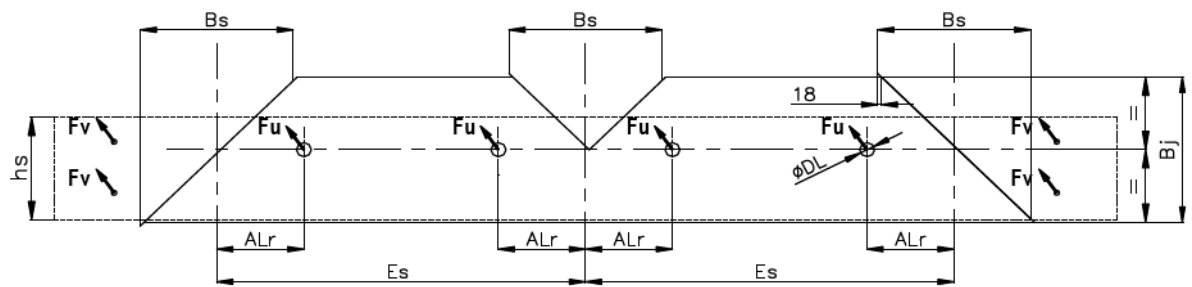 Bs Bs Bs
18
Fv Fu Fu Fu Fu Fv
=
hs Bj
øDL
Fv Fv
=
ALr ALr ALr ALr
Es Es